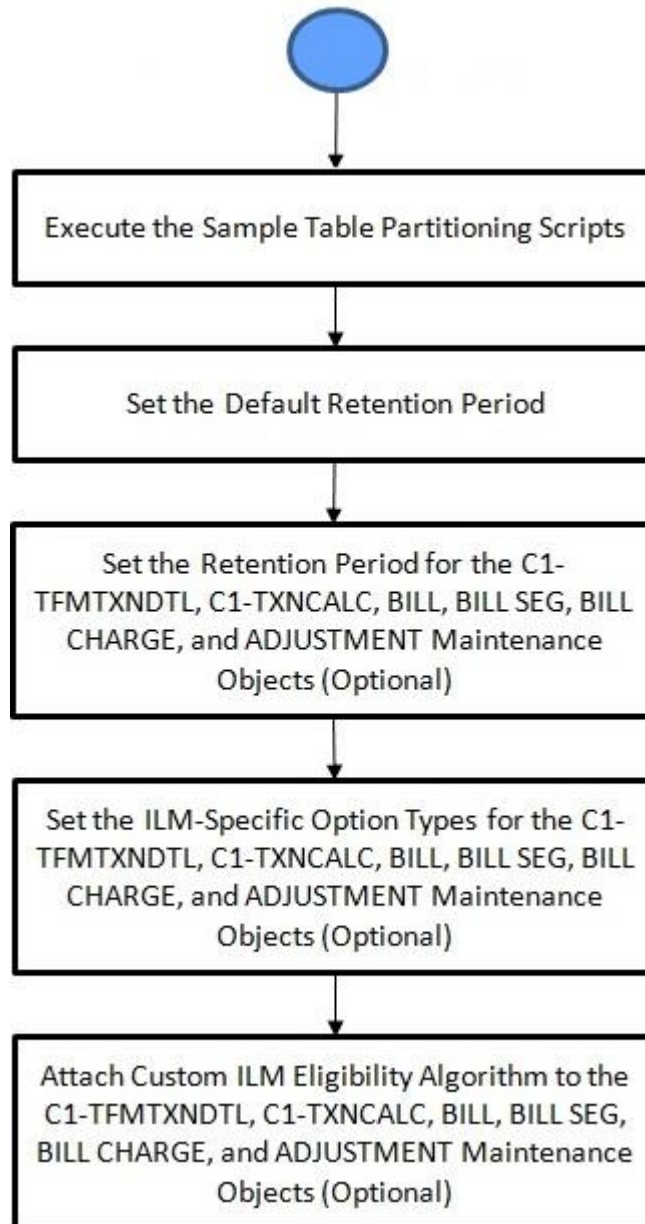 Execute the Sample Table Partitioning Scripts
Set the Default Retention Period
Set the Retention Period for the C1-
TFMTXNDTL, C1-TXNCALC, BILL, BILL SEG, BILL
CHARGE, and ADJUSTMENT Maintenance
Objects (Optional)
Set the ILM-Specific Option Types for the C1-
TFMTXNDTL, C1-TXNCALC, BILL, BILL SEG, BILL
CHARGE, and ADJUSTMENT Maintenance
Objects (Optional)
Attach Custom ILM Eligibility Algorithm to the
C1-TFMTXNDTL, C1-TXNCALC, BILL, BILL SEG,
BILL CHARGE, and ADJUSTMENT Maintenance
Objects (Optional)